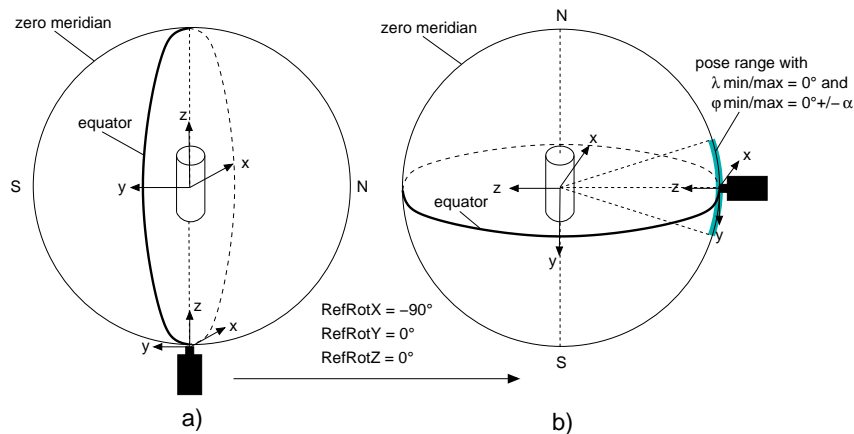 zero meridian
equator
z
x
y
S
N
z
x
y
a)
RefRotX = −90°
RefRotY = 0°
RefRotZ = 0°
N
zero meridian
pose range with
λ min/max = 0° and
φ min/max = 0°+/− α
x
z
y
equator
x
z
y
S
b)